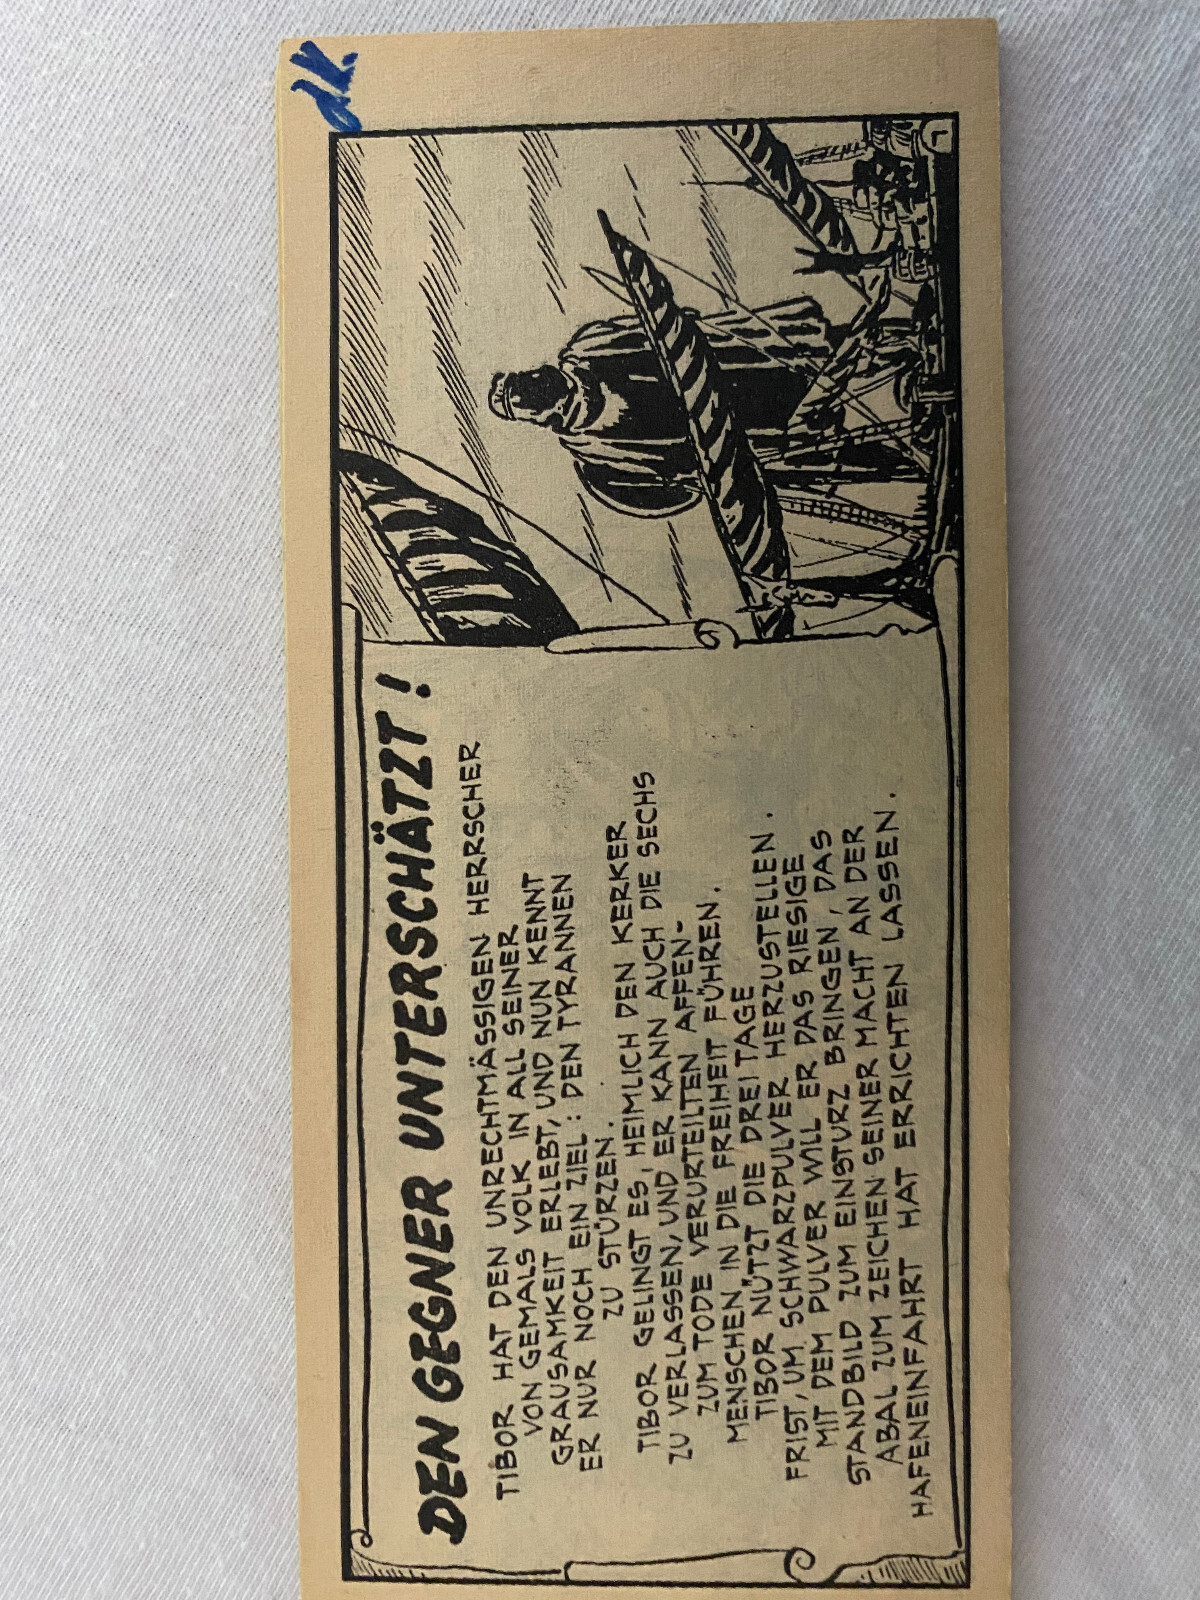 DEN GEGNER UNTERSCHÄTZT!
TIBOR HAT DEN UNRECHTMÄSSIGEN HERRSCHER
VON GEMALS VOLK IN ALL SEINER
GRAUSAMKEIT ERLEBT, UND NUN KENNT
ER NUR NOCH EIN ZIEL: DEN TYRANNEN
ZU STÜRZEN.
TIBOR GELINGT ES, HEIMLICH DEN KERKER
ZU VERLASSEN, UND ER KANN AUCH DIE SECHS
ZUM TODE VERURTEILTEN AFFEN-
MENSCHEN IN DIE FREIHEIT FÜHREN.
TIBOR NÜTZT DIE DREI TAGE
FRIST, UM SCHWARZPULVER HERZUSTELLEN.
MIT DEM PULVER WILL ER DAS RIESIGE
STANDBILD ZUM EINSTURZ BRINGEN, DAS
ABAL ZUM ZEICHEN SEINER MACHT AN DER
HAFENEINFAHRT HAT ERRICHTEN LASSEN.